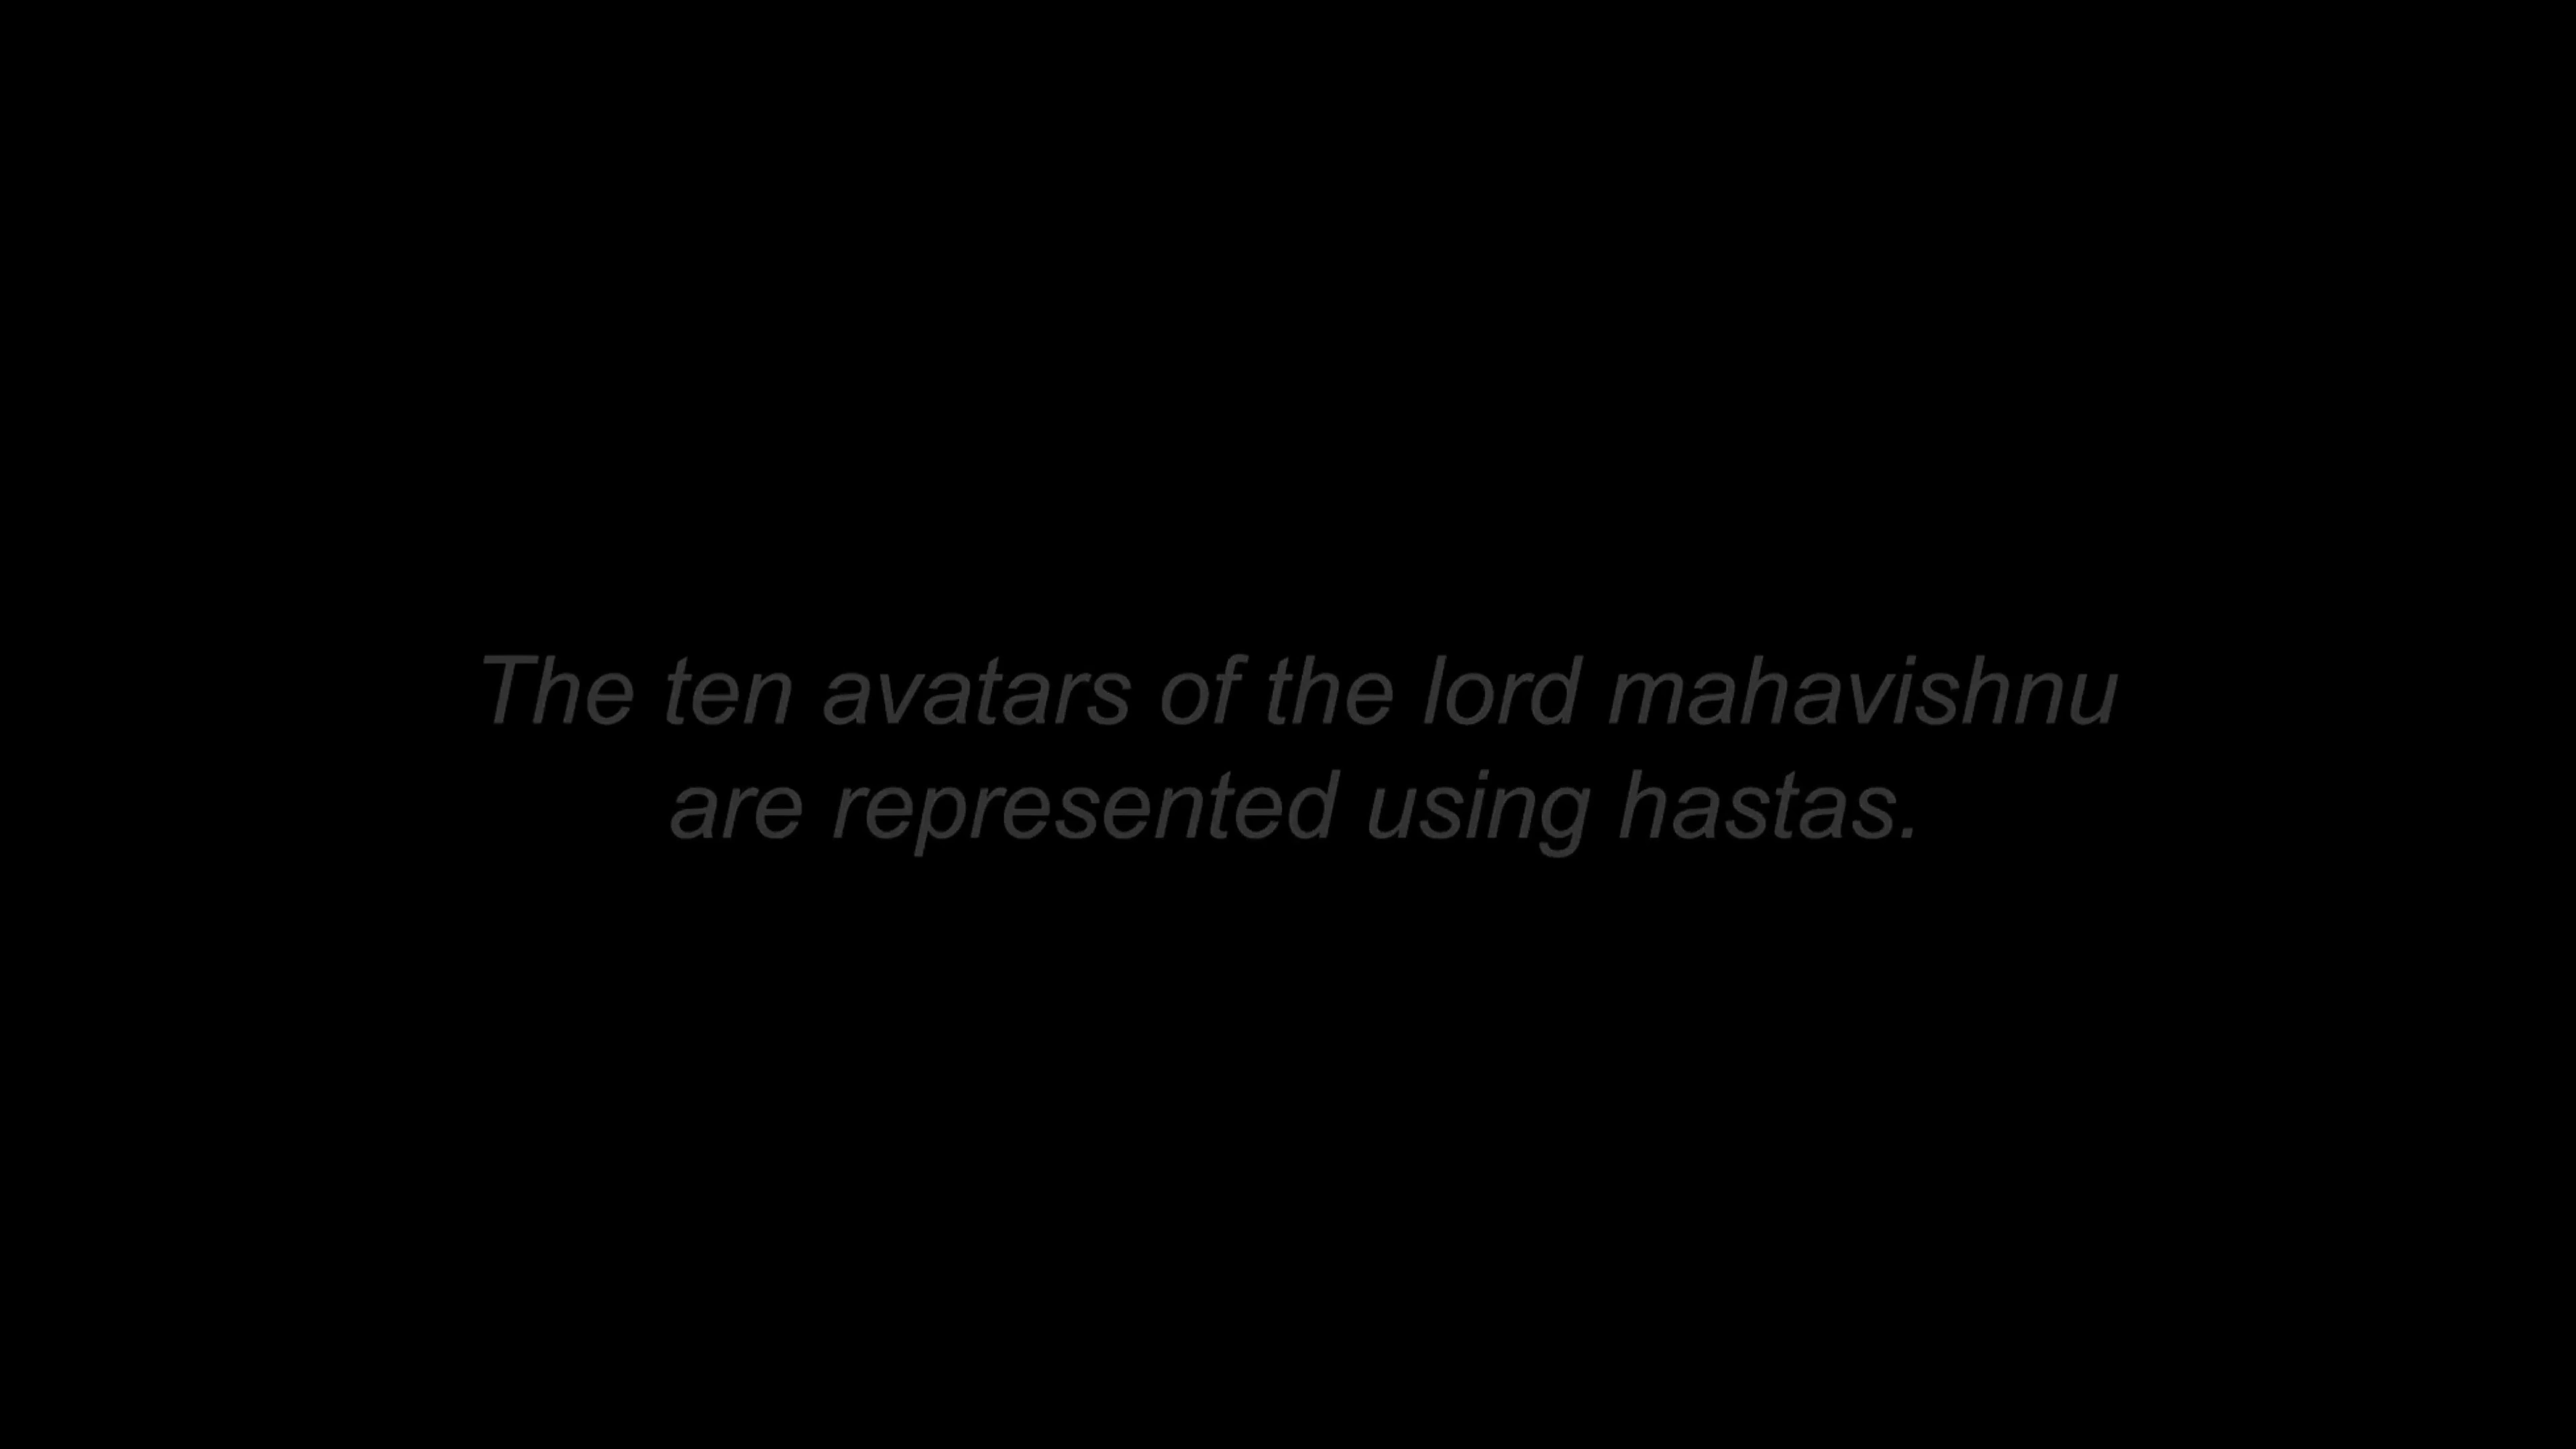 The ten avatars of the lord mahavishnu
are represented using hastas.